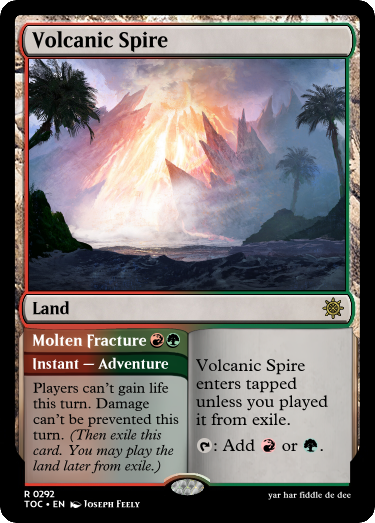 Volcanic Spire
Land
Molten Fracture
Instant — Adventure
Players can't gain life
this turn. Damage
can't be prevented this
turn. (Then exile this
card. You may play the
land later from exile.)
Volcanic Spire
enters tapped
unless you played
it from exile.
: Add or .
R 0292
TOC • EN Joseph Feely
yar har fiddle de dee